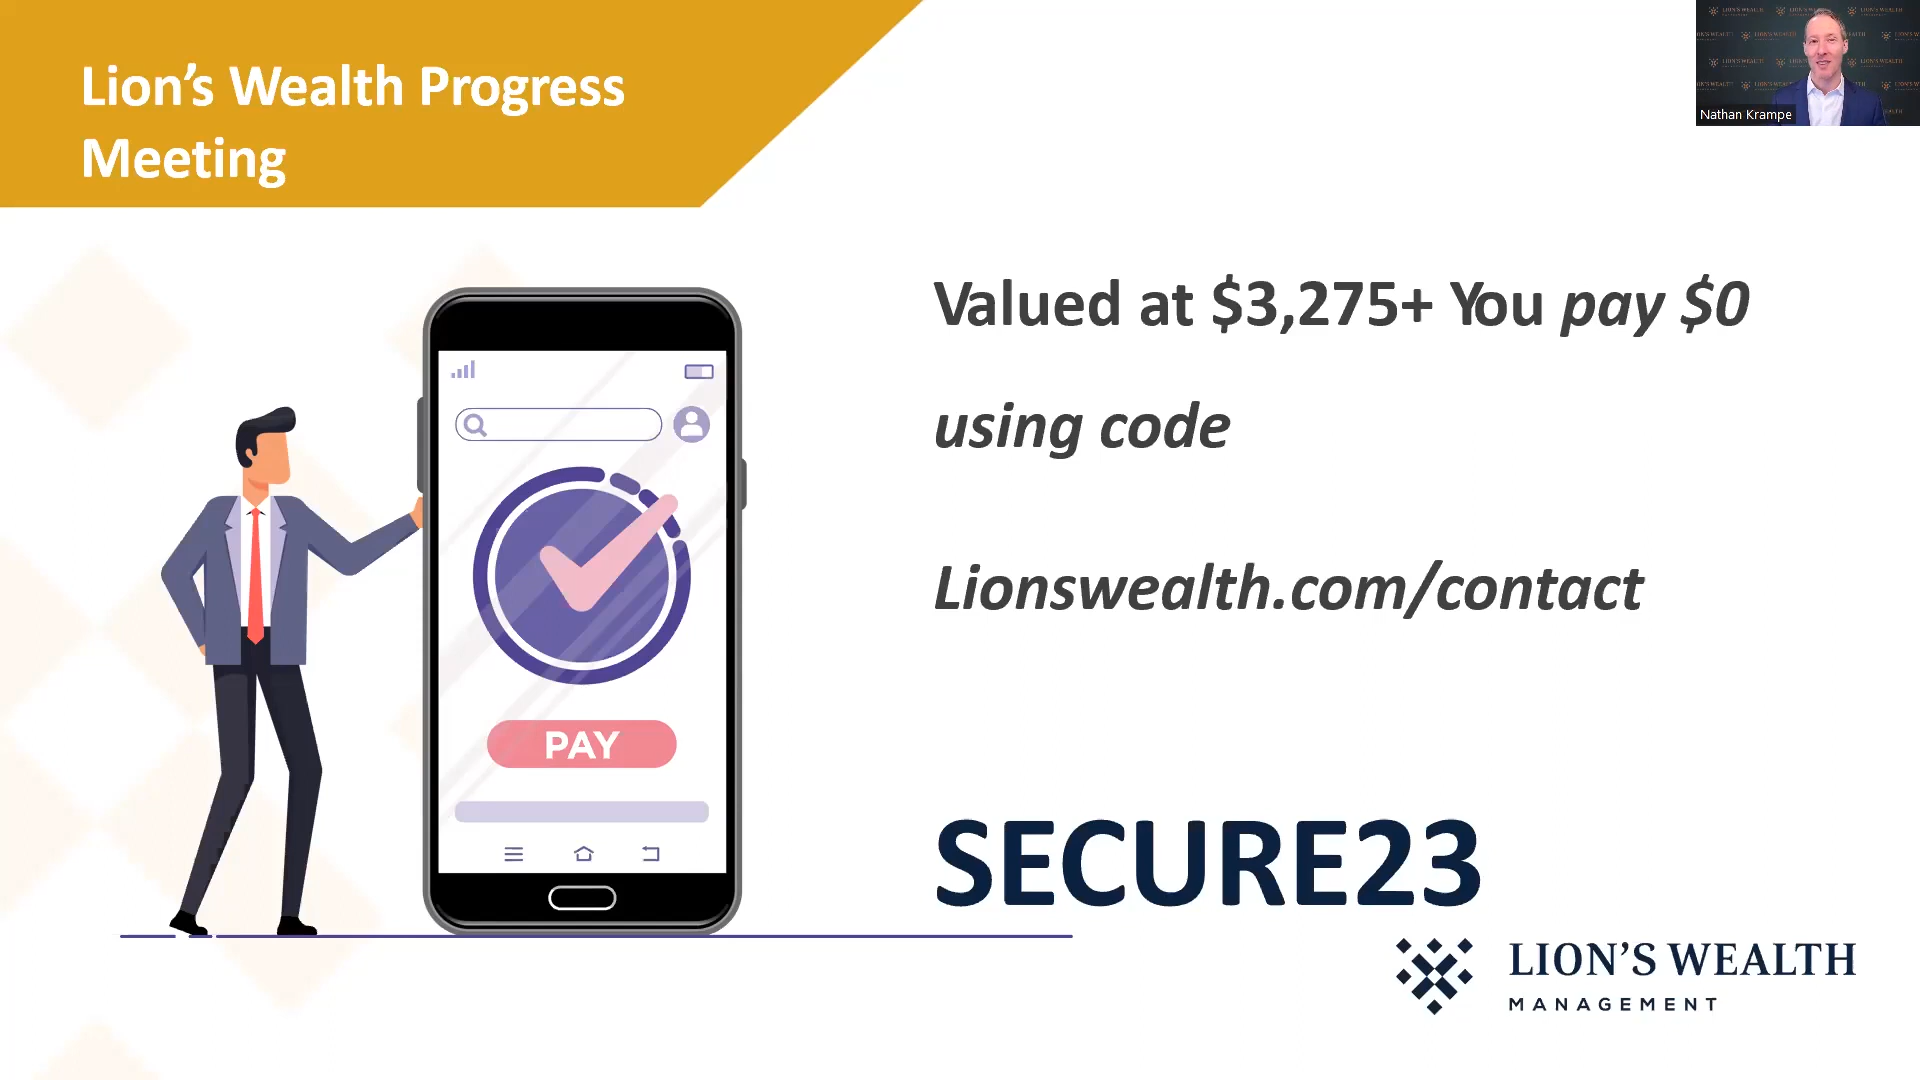 Lion's Wealth Progress
Meeting
Nathan Krampe
Valued at $3,275+ You pay $0
using code
Lionswealth.com/contact
PAY
SECURE23
LION'S WEALTH
MANAGEMENT